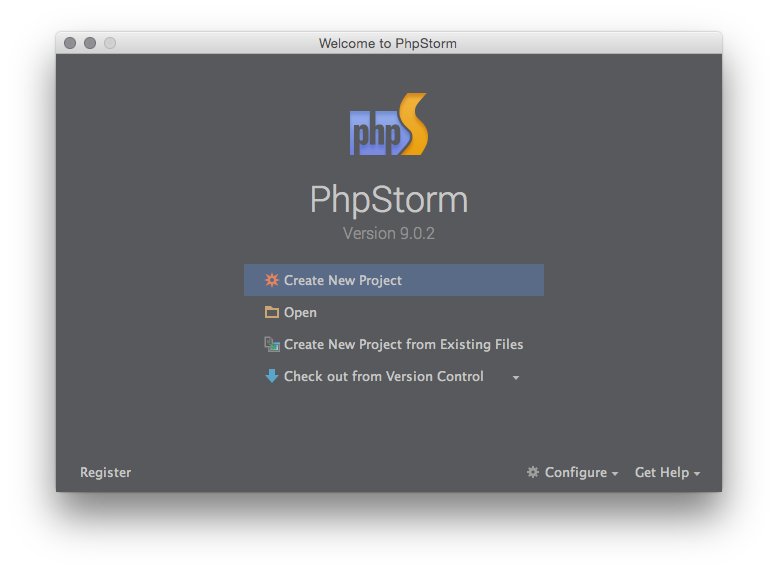 Welcome to PhpStorm
phpS
PhpStorm
Version 9.0.2
Create New Project
Open
Create New Project from Existing Files
Check out from Version Control
Register
Configure
Get Help